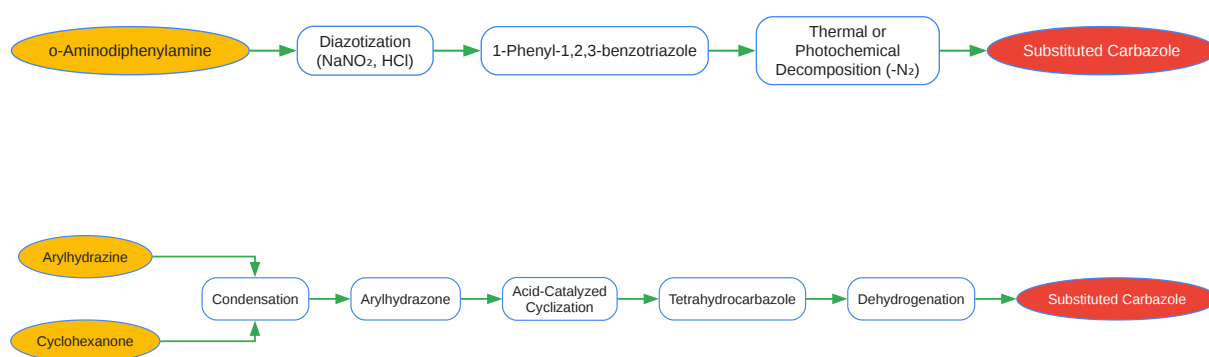 o-Aminodiphenylamine
Diazotization
(NaNO₂, HCl)
1-Phenyl-1,2,3-benzotriazole
Thermal or
Photochemical
Decomposition (-N₂)
Substituted Carbazole
Arylhydrazine
Cyclohexanone
Condensation
Arylhydrazone
Acid-Catalyzed
Cyclization
Tetrahydrocarbazole
Dehydrogenation
Substituted Carbazole